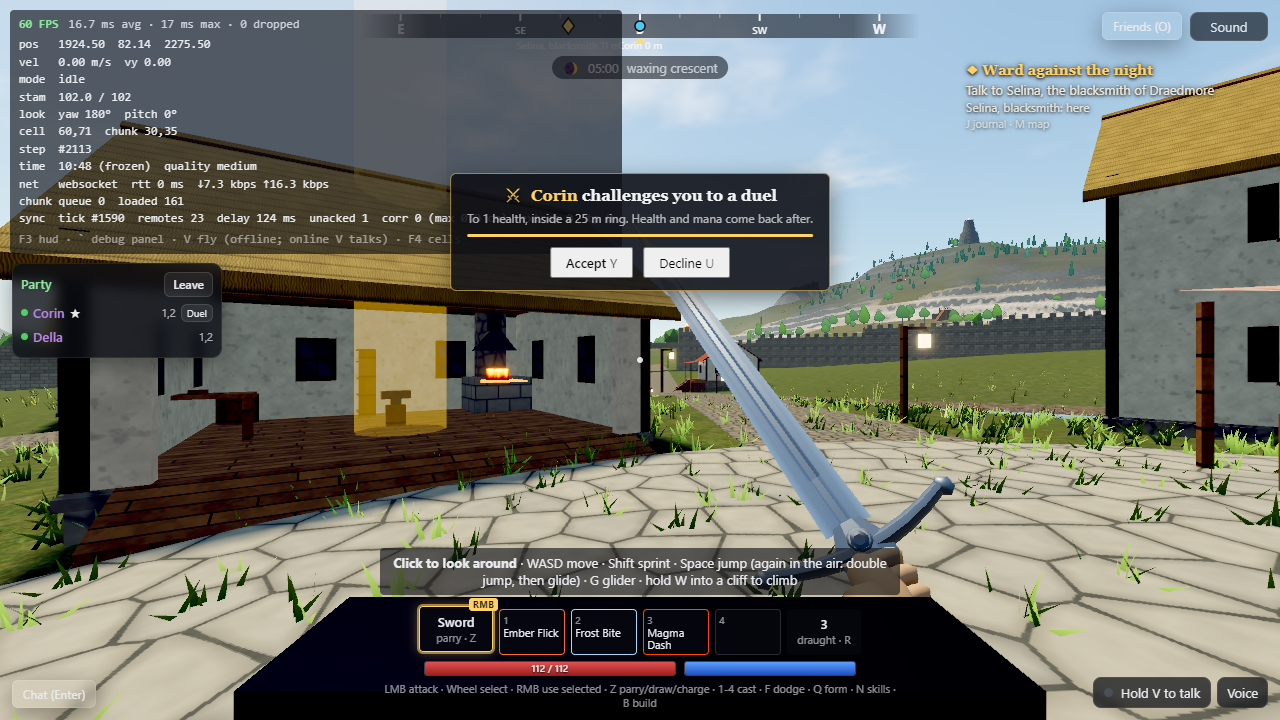 60 FPS 16.7 ms avg · 17 ms max · 0 dropped
pos 1924.50 82.14 2275.50
vel 0.00 m/s vy 0.00
mode idle
stam 102.0 / 102
look yaw 180° pitch 0°
cell 60,71 chunk 30,35
step #2113
time 10:48 (frozen) quality medium
net websocket rtt 0 ms ↓7.3 kbps ↑16.3 kbps
chunk queue 0 loaded 161
sync tick #1590 remotes 23 delay 124 ms unacked 1 corr 0 (max
F3 hud · ` debug panel · V fly (offline; online V talks) · F4 cells
E SE SW W
Selina, blacksmith
Corin 0 m
05:00 waxing crescent
Friends (O)
Sound
Ward against the night
Talk to Selina, the blacksmith of Draedmore
Selina, blacksmith: here
J journal · M map
Corin challenges you to a duel
To 1 health, inside a 25 m ring. Health and mana come back after.
Accept Y
Decline U
Party
Leave
Corin ★ 1,2 Duel
Della 1,2
Click to look around · WASD move · Shift sprint · Space jump (again in the air: double
jump, then glide) · G glider · hold W into a cliff to climb
RMB
Sword
parry · Z
1
Ember Flick
2
Frost Bite
3
Magma
Dash
4
3
draught · R
112 / 112
LMB attack · Wheel select · RMB use selected · Z parry/draw/charge · 1-4 cast · F dodge · Q form · N skills ·
B build
Chat (Enter)
Hold V to talk
Voice